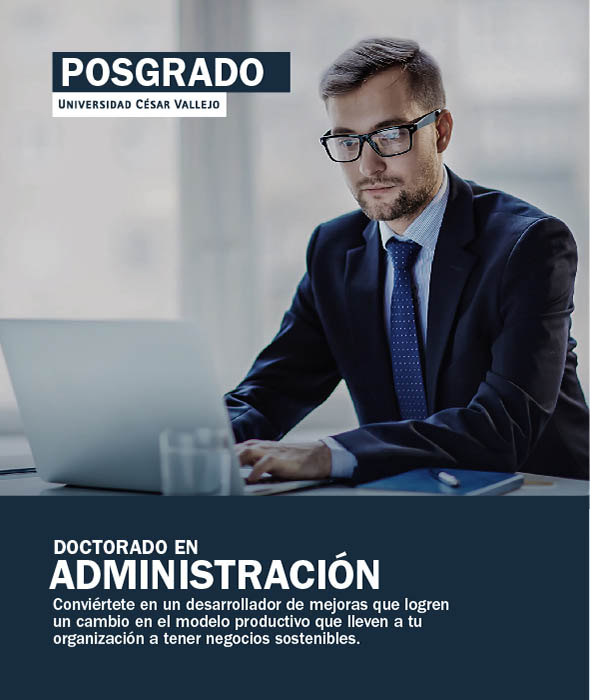 POSGRADO
UNIVERSIDAD CÉSAR VALLEJO
DOCTORADO EN
ADMINISTRACIÓN
Conviértete en un desarrollador de mejoras que logren
un cambio en el modelo productivo que lleven a tu
organización a tener negocios sostenibles.